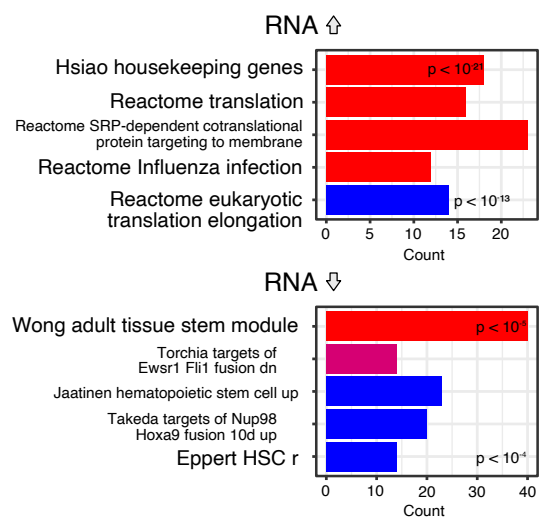 RNA ⇧
Hsiao housekeeping genes
p < 10⁻²¹
Reactome translation
Reactome SRP-dependent cotranslational
protein targeting to membrane
Reactome Influenza infection
Reactome eukaryotic
translation elongation
p < 10⁻¹³
0 5 10 15 20
Count
RNA ⇩
Wong adult tissue stem module
p < 10
Torchia targets of
Ewsr1 Fli1 fusion dn
Jaatinen hematopoietic stem cell up
Takeda targets of Nup98
Hoxa9 fusion 10d up
Eppert HSC r
p < 10⁻⁴
0 10 20 30 40
Count